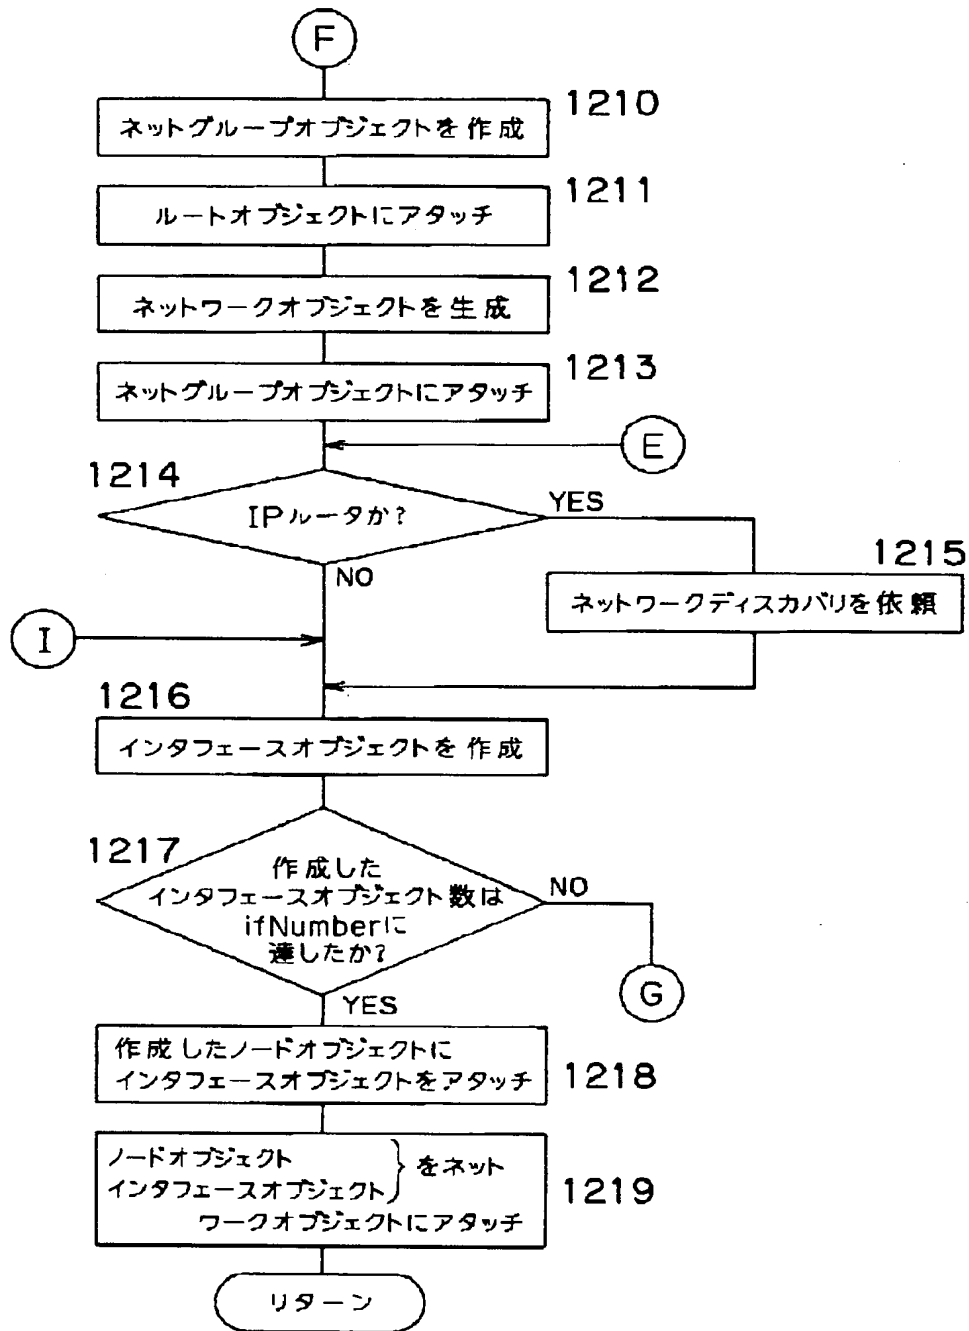 F
ネットグループオブジェクトを作成
1210
ルートオブジェクトにアタッチ
1211
ネットワークオブジェクトを生成
1212
ネットグループオブジェクトにアタッチ
1213
E
1214
IPルータか?
YES
NO
1215
ネットワークディスカバリを依頼
I
1216
インタフェースオブジェクトを作成
1217
作成した
インタフェースオブジェクト数は
ifNumberに
達したか?
NO
G
YES
作成したノードオブジェクトに
インタフェースオブジェクトをアタッチ
1218
ノードオブジェクト
インタフェースオブジェクト
}をネット
ワークオブジェクトにアタッチ
1219
リターン